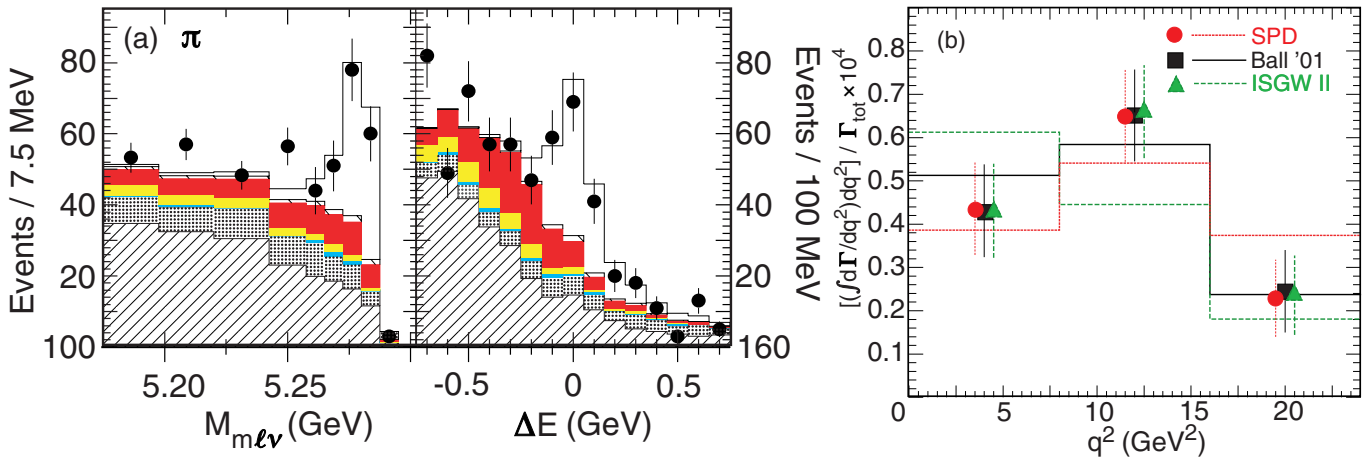 (a) π
Events / 7.5 MeV
80
60
40
20
100
5.20
5.25
M_mℓν (GeV)
-0.5
0
0.5
ΔE (GeV)
80
60
40
20
160
Events / 100 MeV
(b)
SPD
Ball '01
ISGW II
[(∫dΓ/dq²)dq²] / Γ_tot × 10⁴
0.8
0.7
0.6
0.5
0.4
0.3
0.2
0.1
0
5
10
15
20
q² (GeV²)